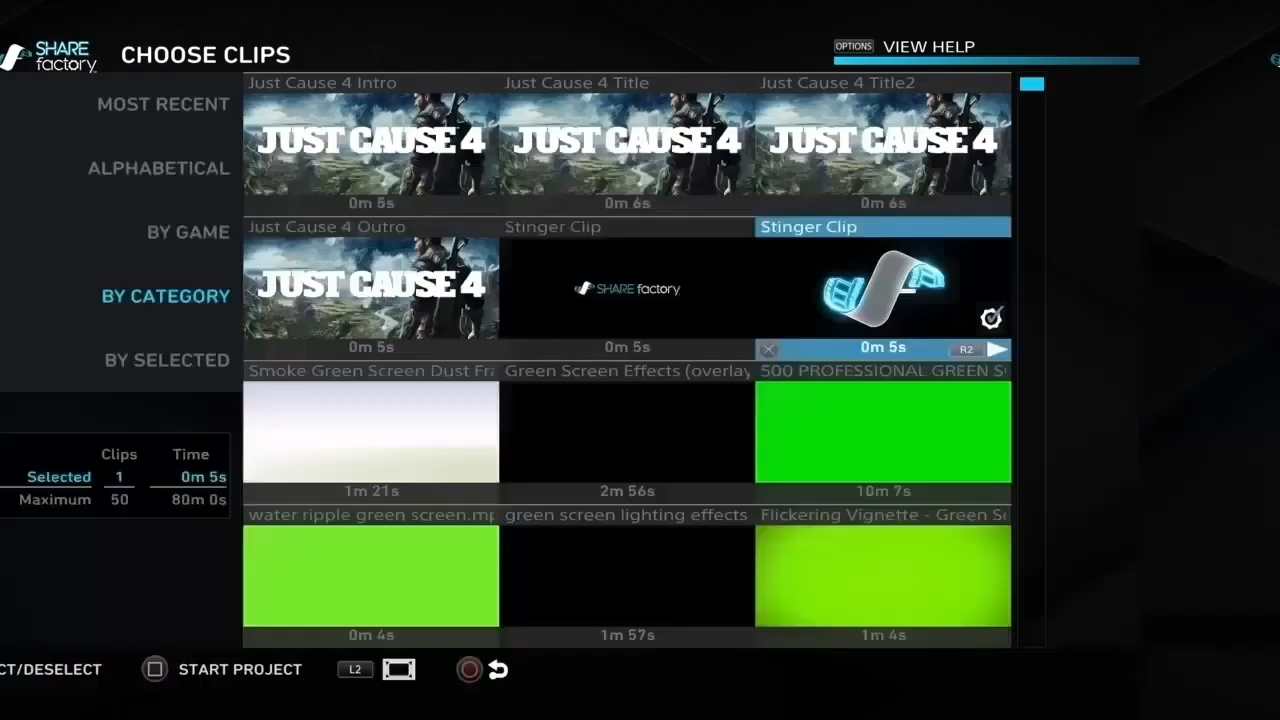 SHARE
factory
CHOOSE CLIPS
OPTIONS VIEW HELP
MOST RECENT
ALPHABETICAL
BY GAME
BY CATEGORY
BY SELECTED
Clips Time
Selected 1 0m 5s
Maximum 50 80m 0s
Just Cause 4 Intro
JUST CAUSE 4
0m 5s
Just Cause 4 Title
JUST CAUSE 4
0m 6s
Just Cause 4 Title2
JUST CAUSE 4
0m 6s
Just Cause 4 Outro
JUST CAUSE 4
0m 5s
Stinger Clip
SHARE factory
0m 5s
Stinger Clip
0m 5s R2
Smoke Green Screen Dust Fra
1m 21s
Green Screen Effects (overlay
2m 56s
500 PROFESSIONAL GREEN S
10m 7s
water ripple green screen.mp
0m 4s
green screen lighting effects
1m 57s
Flickering Vignette - Green Sc
1m 4s
CT/DESELECT START PROJECT L2